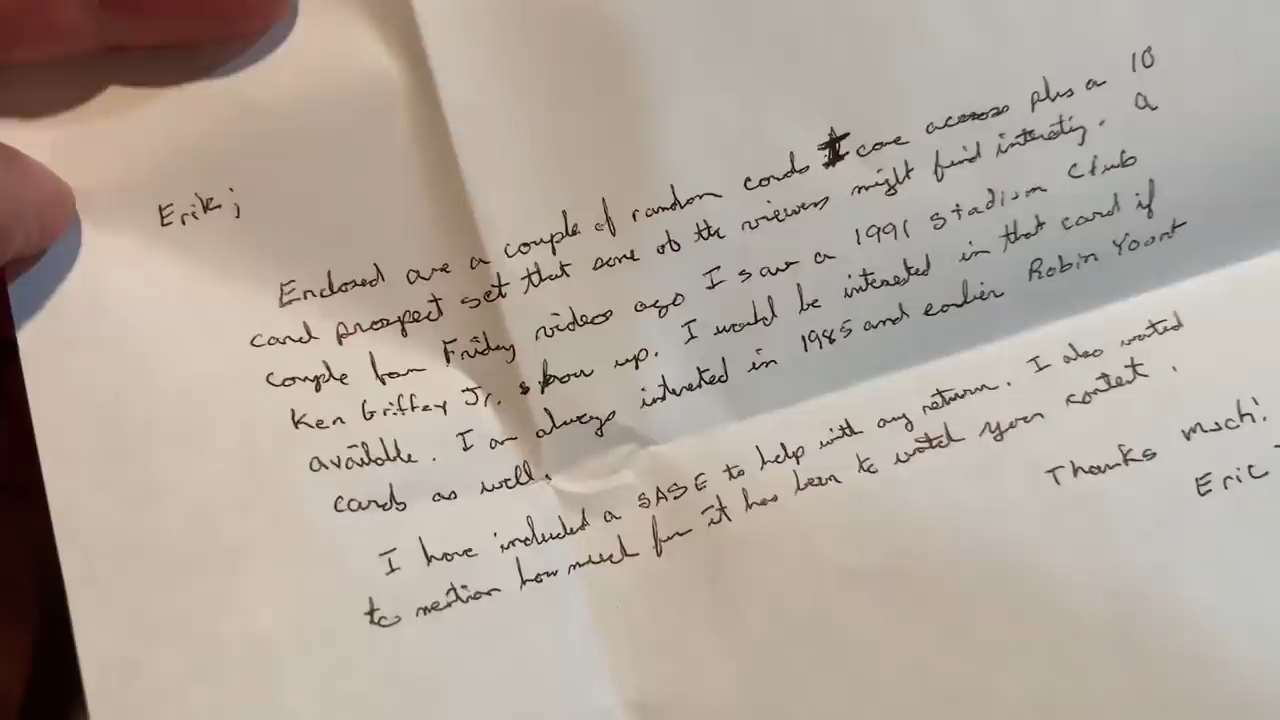 Erik;
Enclosed are a couple of random cards I came across plus a 10
card prospect set that some of the viewers might find interesting. A
couple Friday videos ago I saw a 1991 Stadium Club
Ken Griffey Jr. show up. I would be interested in that card if
available. I am always interested in 1985 and earlier Robin Yount
cards as well.
I have included a SASE to help with any return. I also wanted
to mention how much fun it has been to watch your content.
Thanks much!
Eric